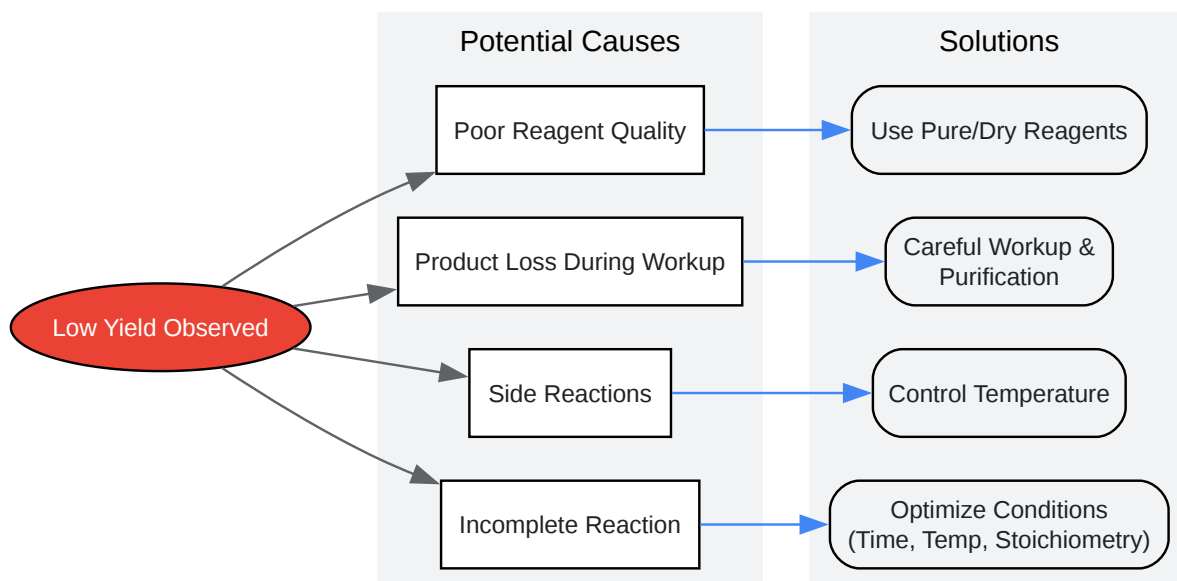 Potential Causes
Solutions
Poor Reagent Quality
Use Pure/Dry Reagents
Product Loss During Workup
Careful Workup &
Purification
Low Yield Observed
Side Reactions
Control Temperature
Incomplete Reaction
Optimize Conditions
(Time, Temp, Stoichiometry)